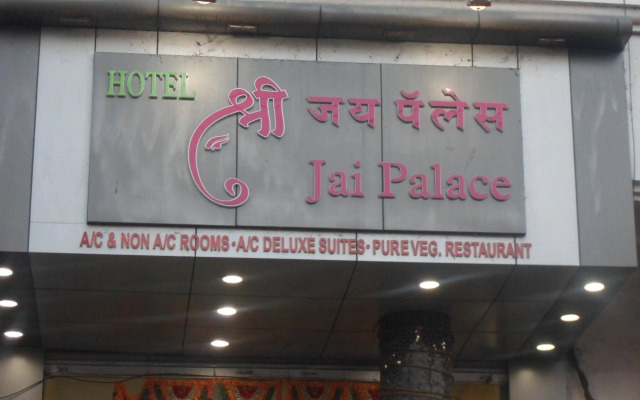 HOTEL
श्री जय पॅलेस
Jai Palace
A/C & NON A/C ROOMS • A/C DELUXE SUITES • PURE VEG. RESTAURANT